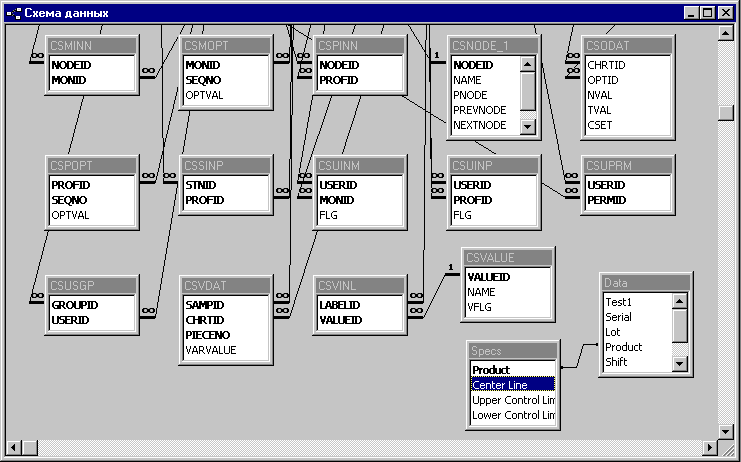 Схема данных
CSMINN
NODEID
MONID
CSMOPT
MONID
SEQNO
OPTVAL
CSPINN
NODEID
PROFID
CSNODE_1
NODEID
NAME
PNODE
PREVNODE
NEXTNODE
1
CSODAT
CHRTID
OPTID
NVAL
TVAL
CSET
CSPOPT
PROFID
SEQNO
OPTVAL
CSSINP
STNID
PROFID
CSUINM
USERID
MONID
FLG
CSUINP
USERID
PROFID
FLG
CSUPRM
USERID
PERMID
CSUSGP
GROUPID
USERID
CSVDAT
SAMPID
CHRTID
PIECENO
VARVALUE
CSVINL
LABELID
VALUEID
1
CSVALUE
VALUEID
NAME
VFLG
Data
Test1
Serial
Lot
Product
Shift
Specs
Product
Center Line
Upper Control Lim
Lower Control Lim